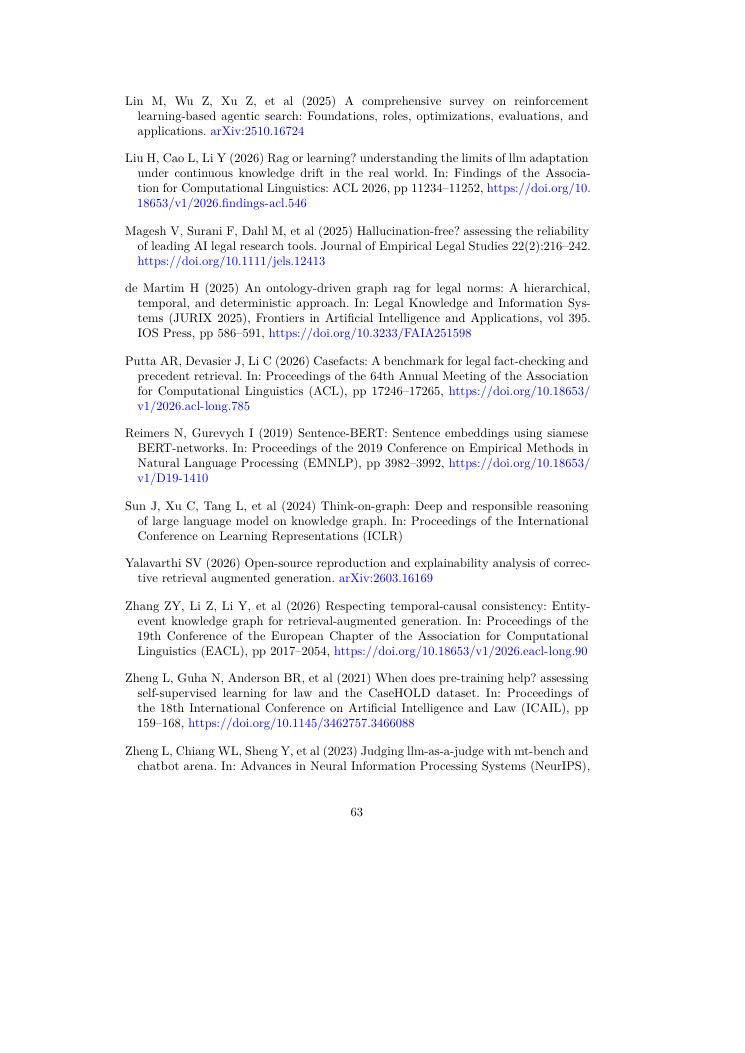 Lin M, Wu Z, Xu Z, et al (2025) A comprehensive survey on reinforcement
learning-based agentic search: Foundations, roles, optimizations, evaluations, and
applications. arXiv:2510.16724
Liu H, Cao L, Li Y (2026) Rag or learning? understanding the limits of llm adaptation
under continuous knowledge drift in the real world. In: Findings of the Associa-
tion for Computational Linguistics: ACL 2026, pp 11234–11252, https://doi.org/10.
18653/v1/2026.findings-acl.546
Magesh V, Surani F, Dahl M, et al (2025) Hallucination-free? assessing the reliability
of leading AI legal research tools. Journal of Empirical Legal Studies 22(2):216–242.
https://doi.org/10.1111/jels.12413
de Martim H (2025) An ontology-driven graph rag for legal norms: A hierarchical,
temporal, and deterministic approach. In: Legal Knowledge and Information Sys-
tems (JURIX 2025), Frontiers in Artificial Intelligence and Applications, vol 395.
IOS Press, pp 586–591, https://doi.org/10.3233/FAIA251598
Putta AR, Devasier J, Li C (2026) Casefacts: A benchmark for legal fact-checking and
precedent retrieval. In: Proceedings of the 64th Annual Meeting of the Association
for Computational Linguistics (ACL), pp 17246–17265, https://doi.org/10.18653/
v1/2026.acl-long.785
Reimers N, Gurevych I (2019) Sentence-BERT: Sentence embeddings using siamese
BERT-networks. In: Proceedings of the 2019 Conference on Empirical Methods in
Natural Language Processing (EMNLP), pp 3982–3992, https://doi.org/10.18653/
v1/D19-1410
Sun J, Xu C, Tang L, et al (2024) Think-on-graph: Deep and responsible reasoning
of large language model on knowledge graph. In: Proceedings of the International
Conference on Learning Representations (ICLR)
Yalavarthi SV (2026) Open-source reproduction and explainability analysis of correc-
tive retrieval augmented generation. arXiv:2603.16169
Zhang ZY, Li Z, Li Y, et al (2026) Respecting temporal-causal consistency: Entity-
event knowledge graph for retrieval-augmented generation. In: Proceedings of the
19th Conference of the European Chapter of the Association for Computational
Linguistics (EACL), pp 2017–2054, https://doi.org/10.18653/v1/2026.eacl-long.90
Zheng L, Guha N, Anderson BR, et al (2021) When does pre-training help? assessing
self-supervised learning for law and the CaseHOLD dataset. In: Proceedings of
the 18th International Conference on Artificial Intelligence and Law (ICAIL), pp
159–168, https://doi.org/10.1145/3462757.3466088
Zheng L, Chiang WL, Sheng Y, et al (2023) Judging llm-as-a-judge with mt-bench and
chatbot arena. In: Advances in Neural Information Processing Systems (NeurIPS),
63